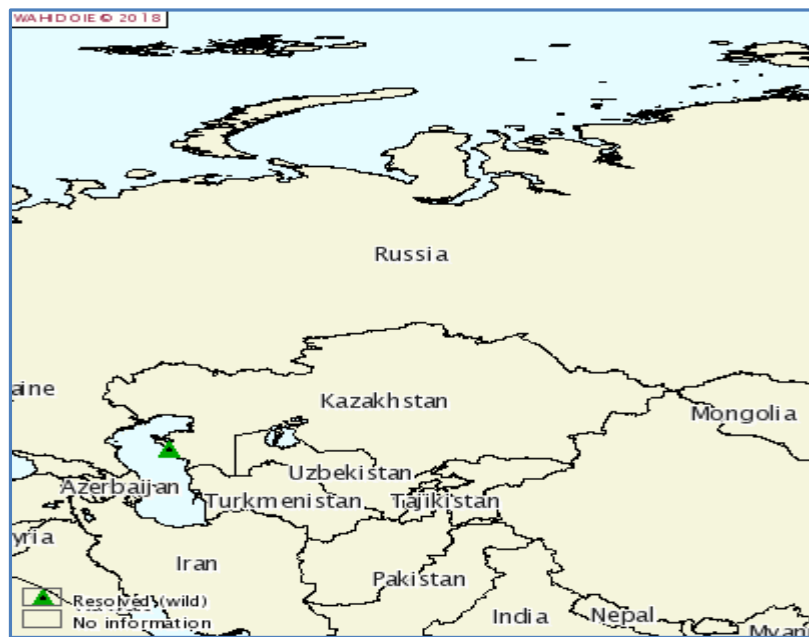 WAHID OIE © 2018
Russia
Kazakhstan
aine
Mongolia
Uzbekistan
Azerbaijan
Turkmenistan
Tajikistan
yria
Iran
Pakistan
India
Nepal
Myan
Resolved (wild)
No information